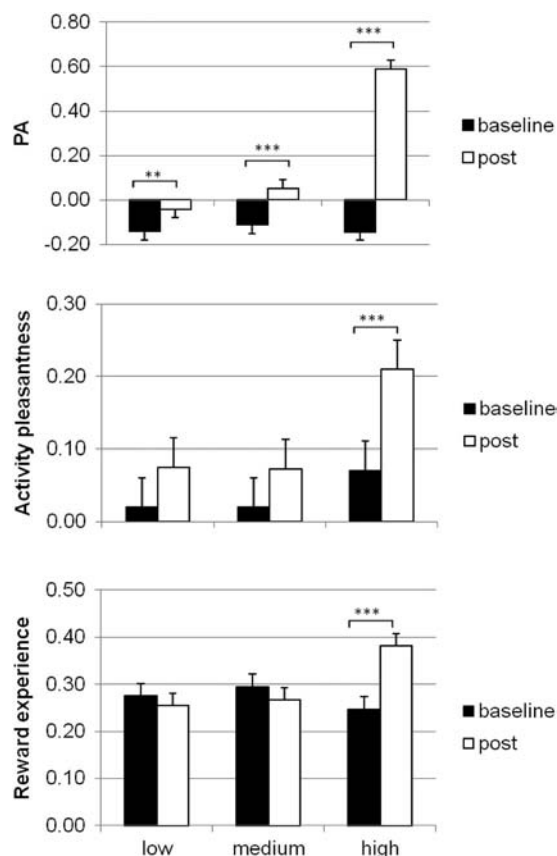 0.80
***
0.60
0.40
PA
baseline
0.20
***
**
post
0.00
-0.20
0.30
***
Activity pleasantness
0.20
baseline
post
0.10
0.00
0.50
***
0.40
Reward experience
0.30
baseline
0.20
post
0.10
0.00
low medium high